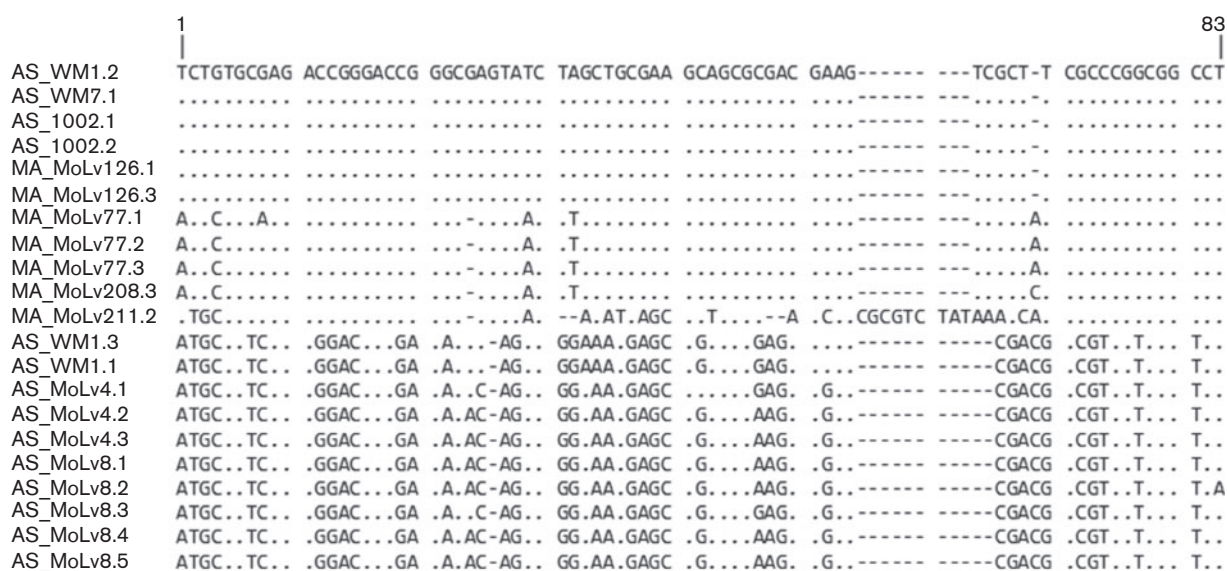 1 83
AS_WM1.2 TCTGTGCGAG ACCGGGACCG GGCGAGTATC TAGCTGCGAA GCAGCGCGAC GAAG------ ---TCGCT-T CGCCCGGCGG CCT
AS_WM7.1 .......... .......... .......... .......... .......... ....------ ---.....-. .......... ...
AS_1002.1 .......... .......... .......... .......... .......... ....------ ---.....-. .......... ...
AS_1002.2 .......... .......... .......... .......... .......... ....------ ---.....-. .......... ...
MA_MoLv126.1 .......... .......... .......... .......... .......... ....------ ---.....-. .......... ...
MA_MoLv126.3 .......... .......... .......... .......... .......... ....------ ---.....-. .......... ...
MA_MoLv77.1 A..C...A.. .......... ...-....A. .T........ .......... ....------ ---.....A. .......... ...
MA_MoLv77.2 A..C...... .......... ...-....A. .T........ .......... ....------ ---.....A. .......... ...
MA_MoLv77.3 A..C...... .......... ...-....A. .T........ .......... ....------ ---.....A. .......... ...
MA_MoLv208.3 A..C...... .......... ...-....A. .T........ .......... ....------ ---.....C. .......... ...
MA_MoLv211.2 .TGC...... .......... ...-....A. --A.AT.AGC ..T....--A .C..CGCGTC TATAAA.CA. .......... ...
AS_WM1.3 ATGC..TC.. .GGAC...GA .A...-AG.. GGAAA.GAGC .G....GAG. ....------ -----CGACG .CGT..T... T..
AS_WM1.1 ATGC..TC.. .GGAC...GA .A...-AG.. GGAAA.GAGC .G....GAG. ....------ -----CGACG .CGT..T... T..
AS_MoLv4.1 ATGC..TC.. .GGAC...GA .A..C-AG.. GG.AA.GAGC ......GAG. .G..------ -----CGACG .CGT..T... T..
AS_MoLv4.2 ATGC..TC.. .GGAC...GA .A.AC-AG.. GG.AA.GAGC .G....AAG. .G..------ -----CGACG .CGT..T... T..
AS_MoLv4.3 ATGC..TC.. .GGAC...GA .A.AC-AG.. GG.AA.GAGC .G....AAG. .G..------ -----CGACG .CGT..T... T..
AS_MoLv8.1 ATGC..TC.. .GGAC...GA .A.AC-AG.. GG.AA.GAGC .G....AAG. .G..------ -----CGACG .CGT..T... T..
AS_MoLv8.2 ATGC..TC.. .GGAC...GA .A.AC-AG.. GG.AA.GAGC .G....AAG. .G..------ -----CGACG .CGT..T... T.A
AS_MoLv8.3 ATGC..TC.. .GGAC...GA .A..C-AG.. GG.AA.GAGC .G....GAG. .G..------ -----CGACG .CGT..T... T..
AS_MoLv8.4 ATGC..TC.. .GGAC...GA .A.AC-AG.. GG.AA.GAGC .G....AAG. .G..------ -----CGACG .CGT..T... T..
AS_MoLv8.5 ATGC..TC.. .GGAC...GA .A.AC-AG.. GG.AA.GAGC .G....AAG. .G..------ -----CGACG .CGT..T... T..